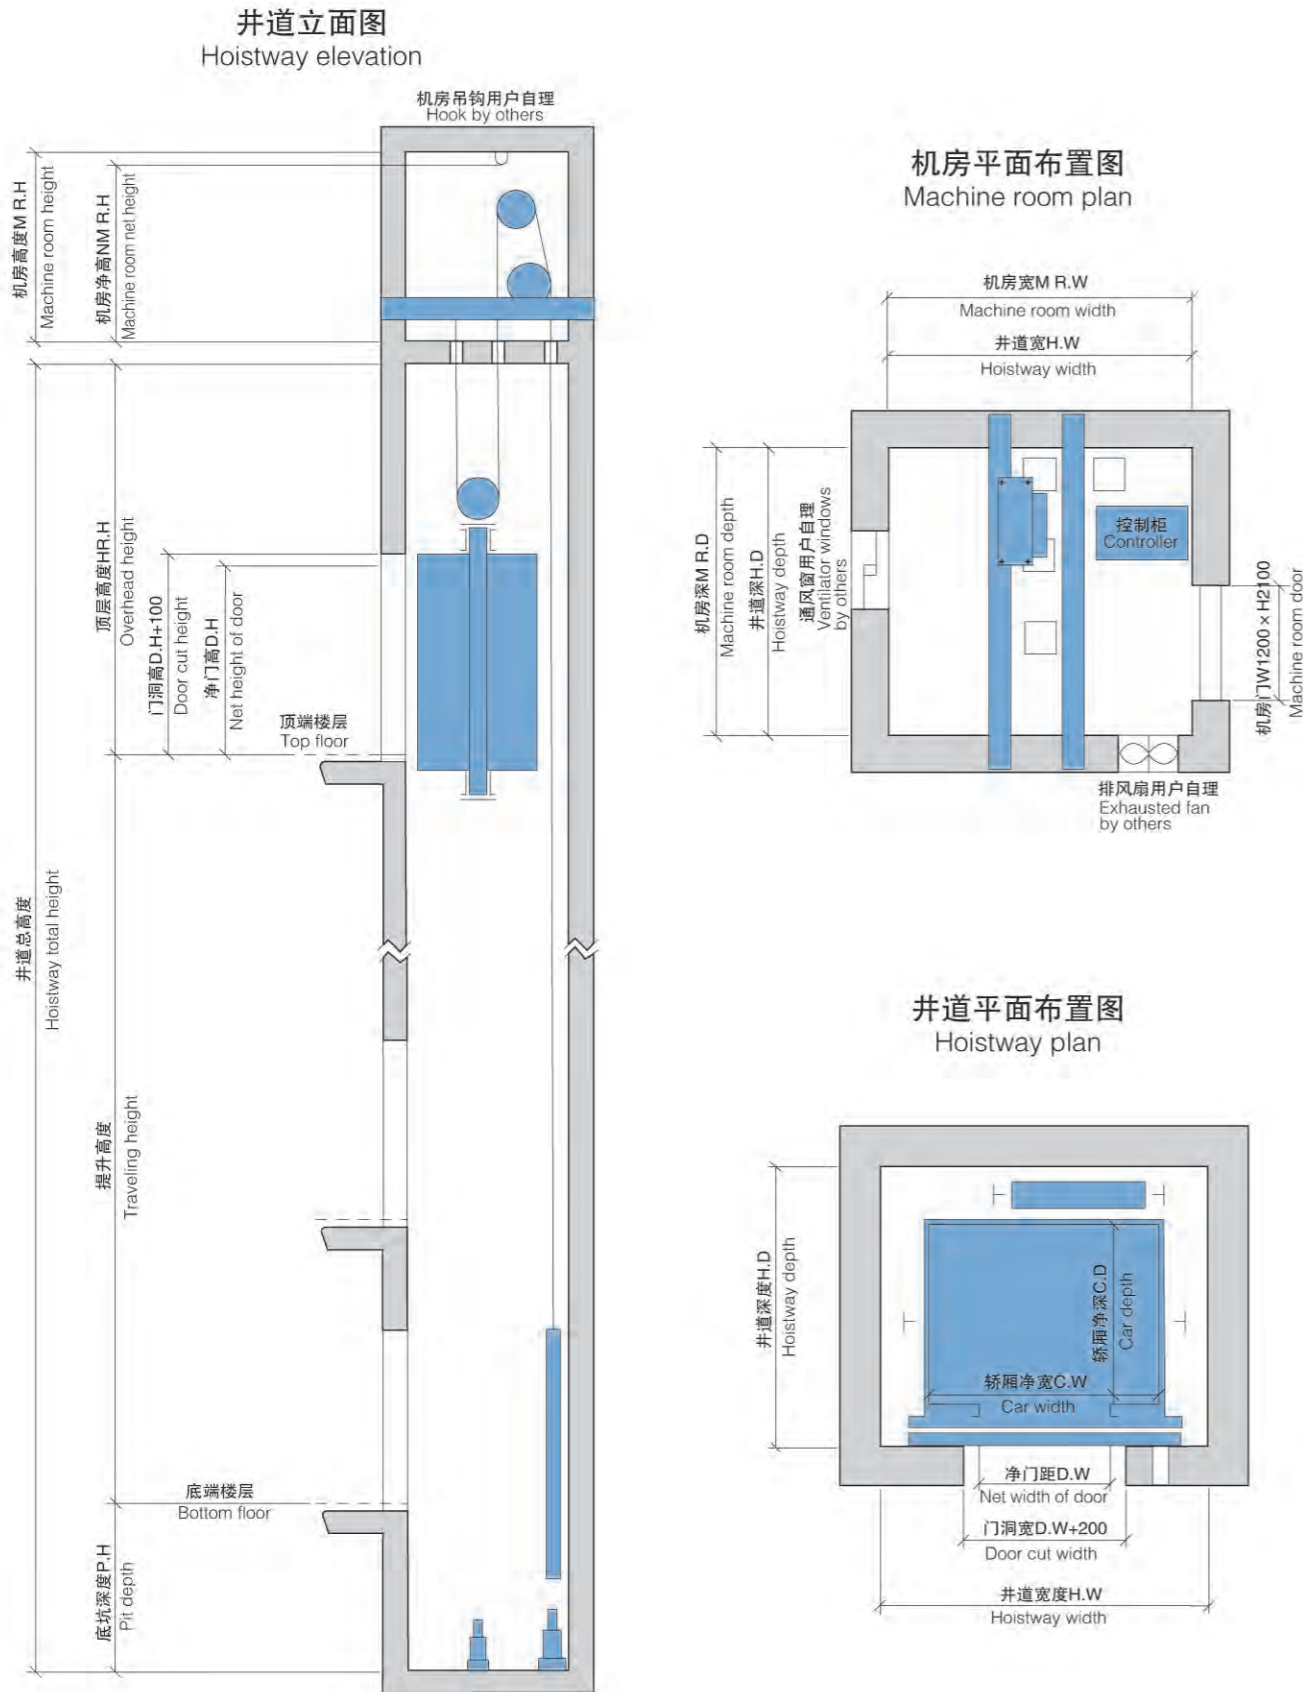 井道立面图
Hoistway elevation
机房吊钩用户自理
Hook by others
机房高度M R.H
Machine room height
机房净高NM R.H
Machine room net height
顶层高度HR.H
Overhead height
门洞高D.H+100
Door cut height
净门高D.H
Net height of door
顶端楼层
Top floor
井道总高度
Hoistway total height
提升高度
Traveling height
底端楼层
Bottom floor
底坑深度P.H
Pit depth
机房平面布置图
Machine room plan
机房宽M R.W
Machine room width
井道宽H.W
Hoistway width
机房深M R.D
Machine room depth
井道深H.D
Hoistway depth
通风窗用户自理
Ventilator windows
by others
控制柜
Controller
机房门W1200×H2100
Machine room door
排风扇用户自理
Exhausted fan
by others
井道平面布置图
Hoistway plan
井道深度H.D
Hoistway depth
轿厢净深C.D
Car depth
轿厢净宽C.W
Car width
净门距D.W
Net width of door
门洞宽D.W+200
Door cut width
井道宽度H.W
Hoistway width